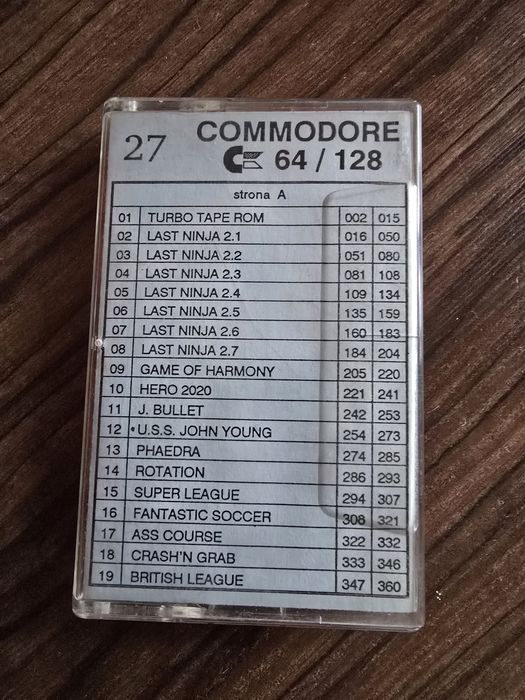 27 COMMODORE
64 / 128
strona A
01 TURBO TAPE ROM 002 015
02 LAST NINJA 2.1 016 050
03 LAST NINJA 2.2 051 080
04 LAST NINJA 2.3 081 108
05 LAST NINJA 2.4 109 134
06 LAST NINJA 2.5 135 159
07 LAST NINJA 2.6 160 183
08 LAST NINJA 2.7 184 204
09 GAME OF HARMONY 205 220
10 HERO 2020 221 241
11 J. BULLET 242 253
12 •U.S.S. JOHN YOUNG 254 273
13 PHAEDRA 274 285
14 ROTATION 286 293
15 SUPER LEAGUE 294 307
16 FANTASTIC SOCCER 308 321
17 ASS COURSE 322 332
18 CRASH'N GRAB 333 346
19 BRITISH LEAGUE 347 360